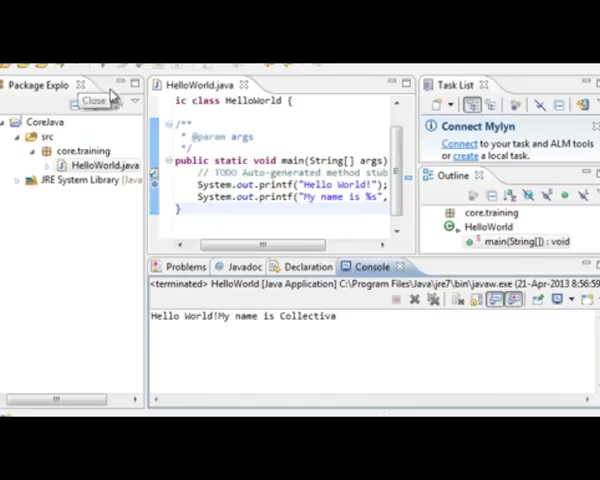 Package Explo
Close
CoreJava
src
core.training
HelloWorld.java
JRE System Library [Java
HelloWorld.java
ic class HelloWorld {
/**
* @param args
*/
public static void main(String[] args)
// TODO Auto-generated method stub
System.out.printf("Hello World!");
System.out.printf("My name is %s",
}
Task List
Connect Mylyn
Connect to your task and ALM tools
or create a local task.
Outline
core.training
HelloWorld
main(String[]) : void
Problems
Javadoc
Declaration
Console
<terminated> HelloWorld [Java Application] C:\Program Files\Java\jre7\bin\javaw.exe (21-Apr-2013 8:56:59
Hello World!My name is Collectiva